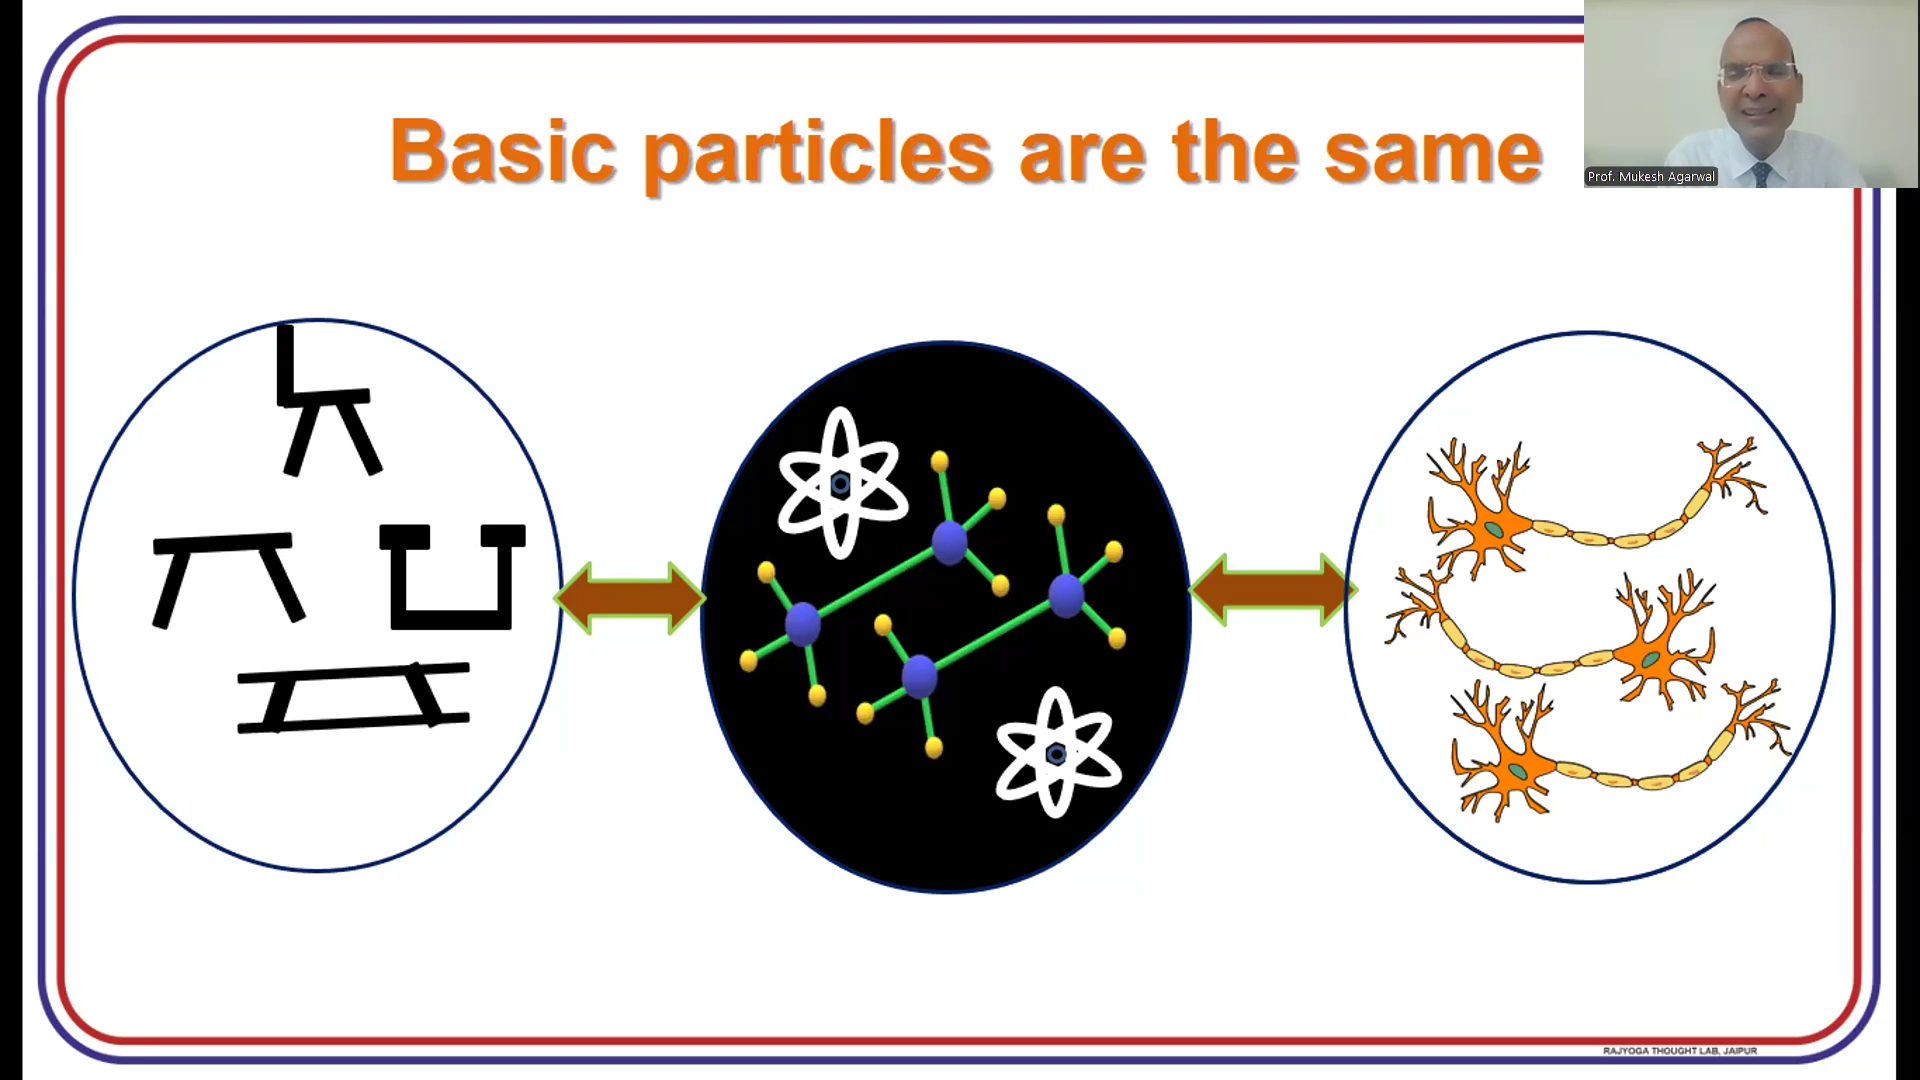 Basic particles are the same
Prof. Mukesh Agarwal
RAJYOGA THOUGHT LAB, JAIPUR